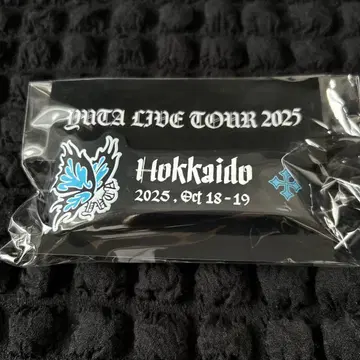 YUTA LIVE TOUR 2025
Hokkaido
2025. Oct 18-19